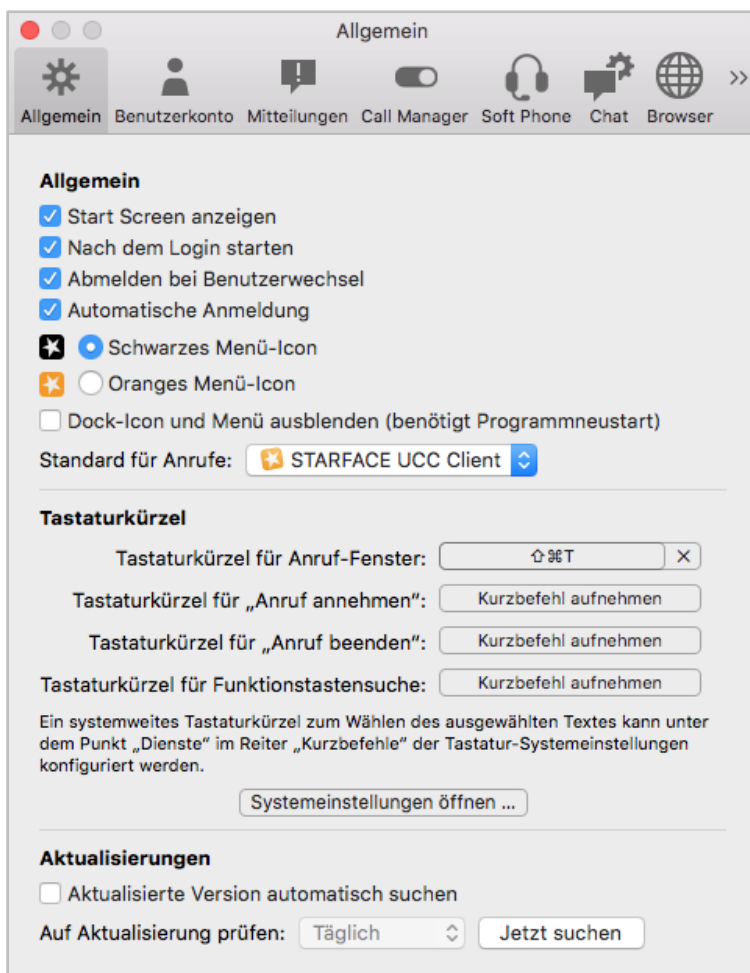 Allgemein
Allgemein Benutzerkonto Mitteilungen Call Manager Soft Phone Chat Browser
Allgemein
Start Screen anzeigen
Nach dem Login starten
Abmelden bei Benutzerwechsel
Automatische Anmeldung
Schwarzes Menü-Icon
Oranges Menü-Icon
Dock-Icon und Menü ausblenden (benötigt Programmneustart)
Standard für Anrufe: STARFACE UCC Client
Tastaturkürzel
Tastaturkürzel für Anruf-Fenster: ⇧⌘T
Tastaturkürzel für „Anruf annehmen“: Kurzbefehl aufnehmen
Tastaturkürzel für „Anruf beenden“: Kurzbefehl aufnehmen
Tastaturkürzel für Funktionstastensuche: Kurzbefehl aufnehmen
Ein systemweites Tastaturkürzel zum Wählen des ausgewählten Textes kann unter
dem Punkt „Dienste“ im Reiter „Kurzbefehle“ der Tastatur-Systemeinstellungen
konfiguriert werden.
Systemeinstellungen öffnen ...
Aktualisierungen
Aktualisierte Version automatisch suchen
Auf Aktualisierung prüfen: Täglich Jetzt suchen